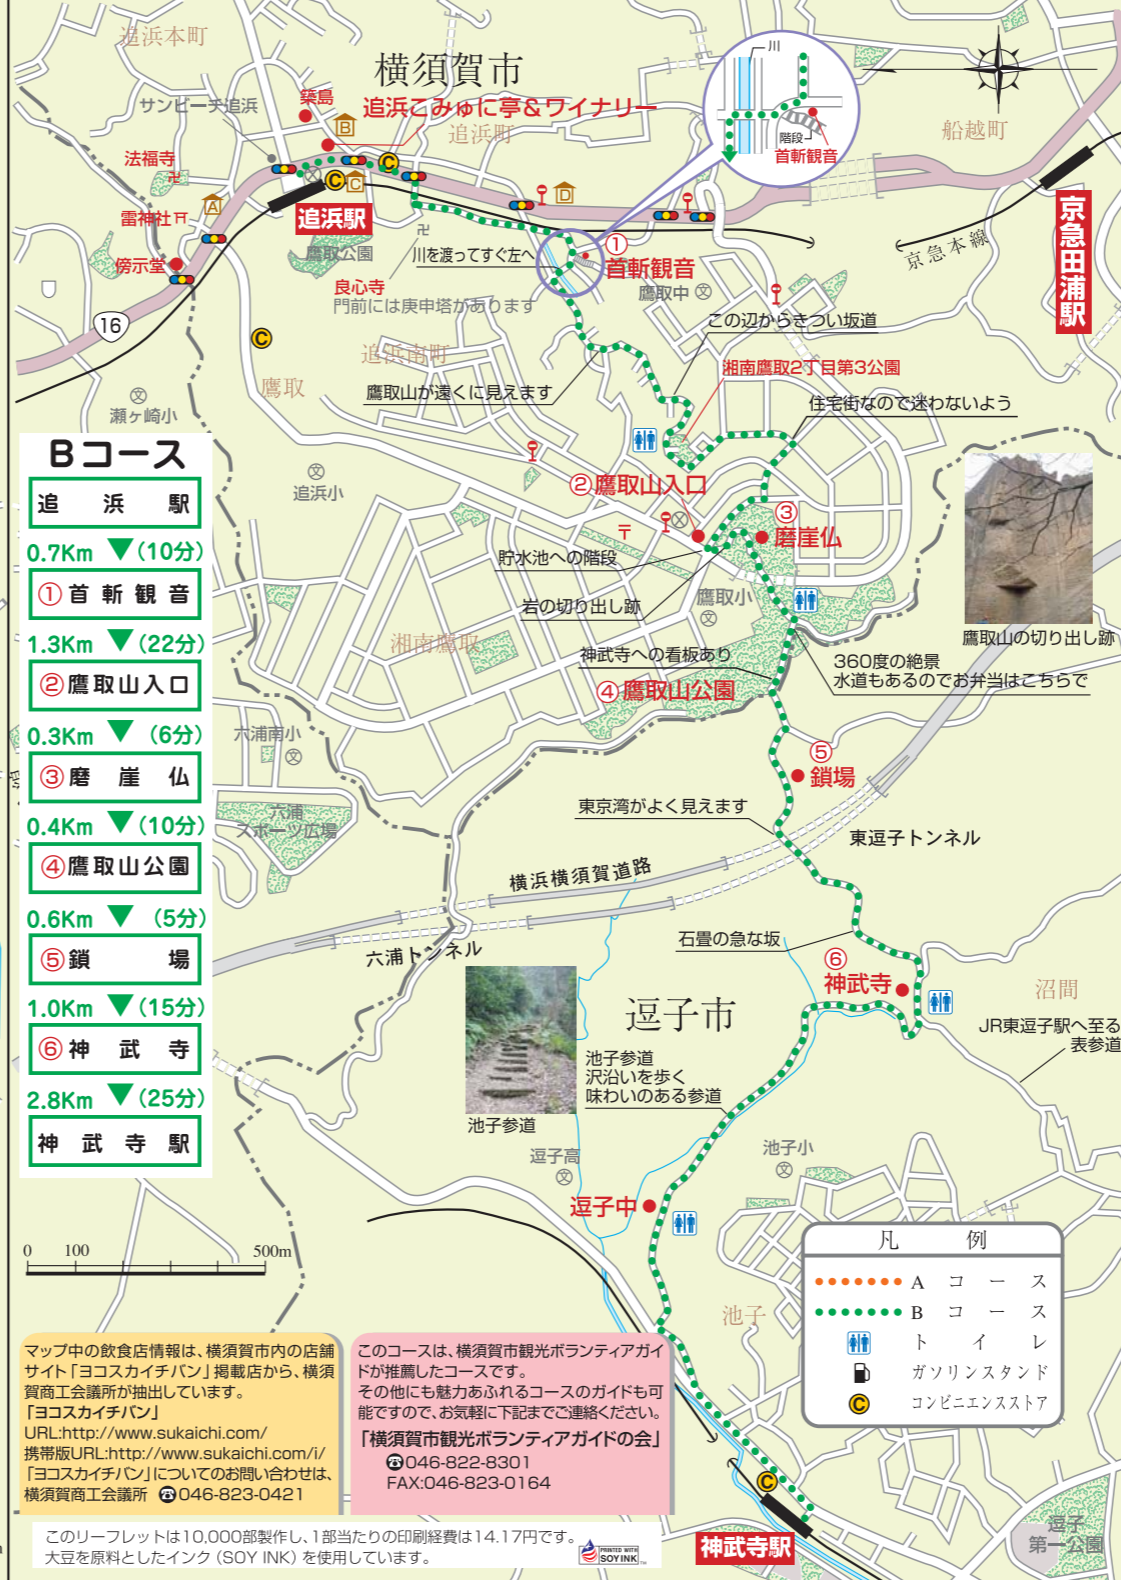 追浜本町
横須賀市
サンビーチ追浜
築島
追浜こみゅに亭&ワイナリー
追浜町
川
階段
首斬観音
船越町
法福寺
雷神社
傍示堂
A
B
C
C
C
D
追浜駅
鷹取公園
良心寺
門前には庚申塔があります
川を渡ってすぐ左へ
①
首斬観音
鷹取中
文
京急本線
京急田浦駅
16
C
追浜南町
この辺からきつい坂道
湘南鷹取2丁目第3公園
鷹取
鷹取山が遠くに見えます
住宅街なので迷わないよう
文
瀬ヶ崎小
文
追浜小
②鷹取山入口
③
磨崖仏
貯水池への階段
岩の切り出し跡
鷹取小
文
湘南鷹取
神武寺への看板あり
④鷹取山公園
鷹取山の切り出し跡
360度の絶景
水道もあるのでお弁当はこちらで
六浦南小
文
⑤
鎖場
六浦
スポーツ広場
東京湾がよく見えます
東逗子トンネル
横浜横須賀道路
石畳の急な坂
六浦トンネル
⑥
神武寺
逗子市
沼間
JR東逗子駅へ至る
表参道
池子参道
沢沿いを歩く
味わいのある参道
池子参道
逗子高
文
池子小
文
逗子中
池子
C
神武寺駅
逗子
第一公園
Bコース
追浜駅
0.7Km ▼(10分)
①首斬観音
1.3Km ▼(22分)
②鷹取山入口
0.3Km ▼(6分)
③磨崖仏
0.4Km ▼(10分)
④鷹取山公園
0.6Km ▼(5分)
⑤鎖場
1.0Km ▼(15分)
⑥神武寺
2.8Km ▼(25分)
神武寺駅
0 100 500m
凡例
Aコース
Bコース
トイレ
ガソリンスタンド
C コンビニエンスストア
マップ中の飲食店情報は、横須賀市内の店舗
サイト「ヨコスカイチバン」掲載店から、横須
賀商工会議所が抽出しています。
「ヨコスカイチバン」
URL:http://www.sukaichi.com/
携帯版URL:http://www.sukaichi.com/i/
「ヨコスカイチバン」についてのお問い合わせは、
横須賀商工会議所 ☎046-823-0421
このコースは、横須賀市観光ボランティアガイ
ドが推薦したコースです。
その他にも魅力あふれるコースのガイドも可
能ですので、お気軽に下記までご連絡ください。
「横須賀市観光ボランティアガイドの会」
☎046-822-8301
FAX:046-823-0164
このリーフレットは10,000部製作し、1部当たりの印刷経費は14.17円です。
大豆を原料としたインク(SOY INK)を使用しています。
PRINTED WITH
SOY INK